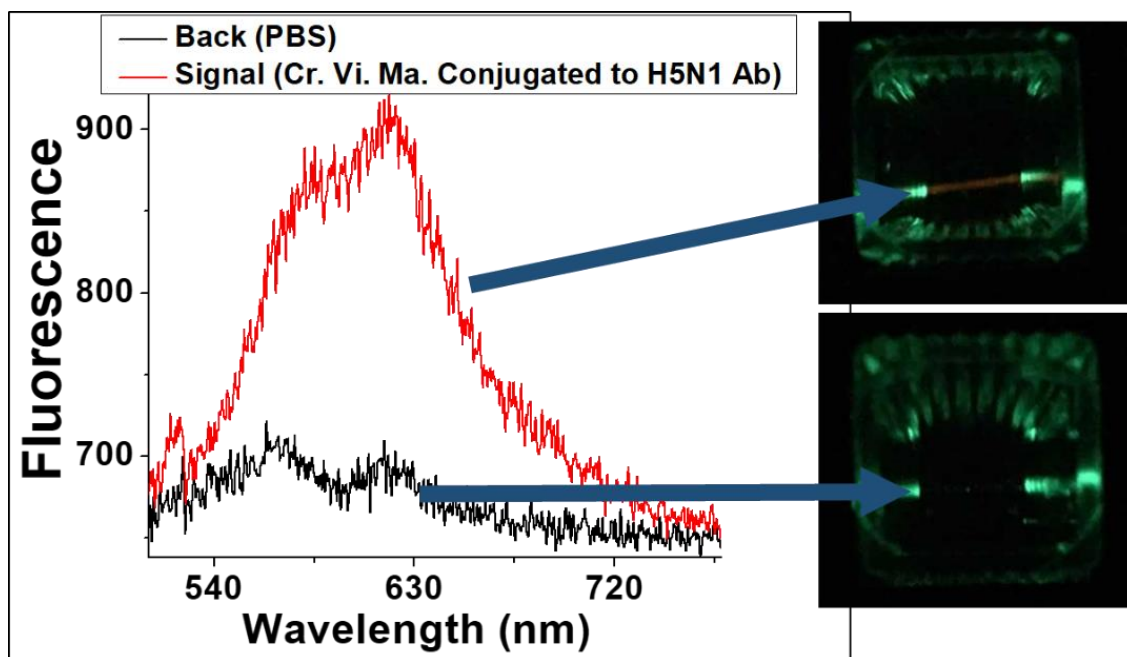 Back (PBS)
Signal (Cr. Vi. Ma. Conjugated to H5N1 Ab)
Fluorescence
900
800
700
540
630
720
Wavelength (nm)